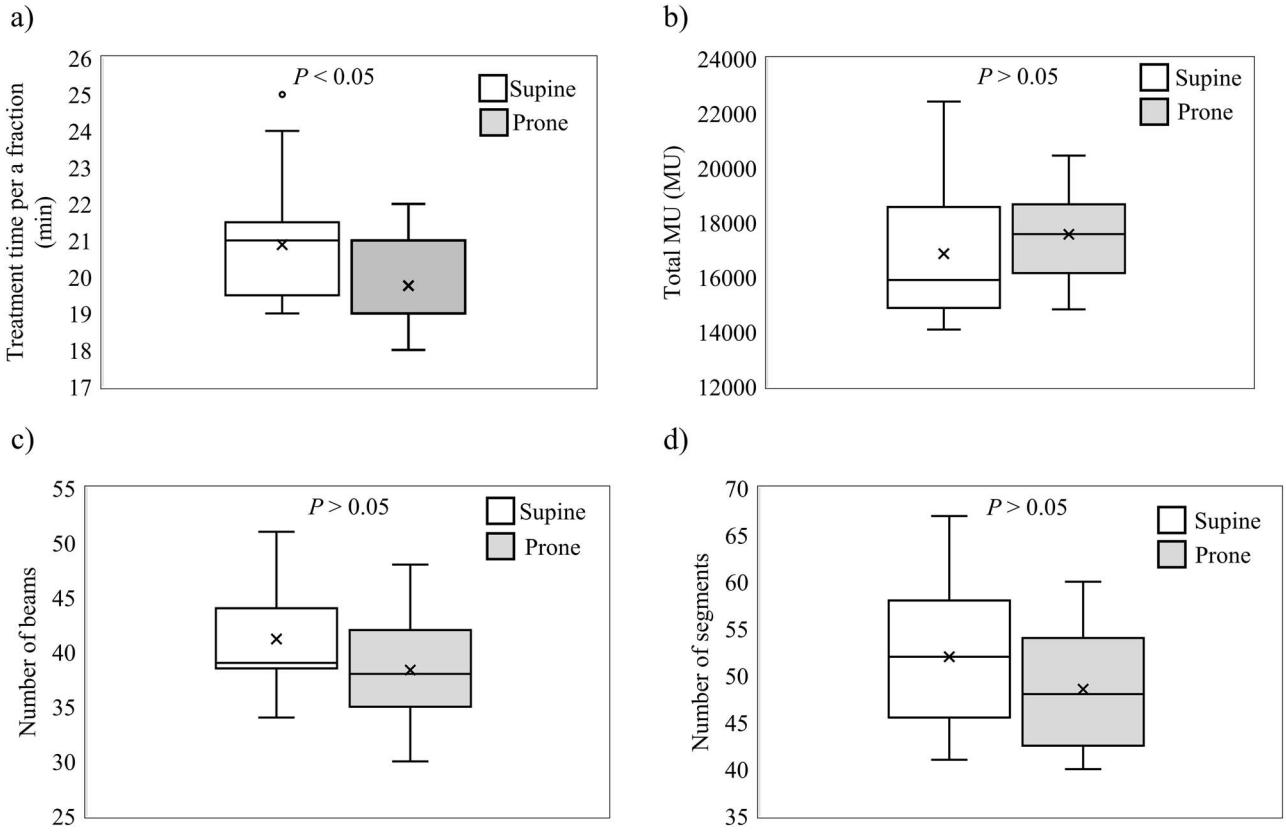 a)
Treatment time per a fraction
(min)
26
25
24
23
22
21
20
19
18
17
P < 0.05
Supine
Prone
b)
Total MU (MU)
24000
22000
20000
18000
16000
14000
12000
P > 0.05
Supine
Prone
c)
Number of beams
55
50
45
40
35
30
25
P > 0.05
Supine
Prone
d)
Number of segments
70
65
60
55
50
45
40
35
P > 0.05
Supine
Prone